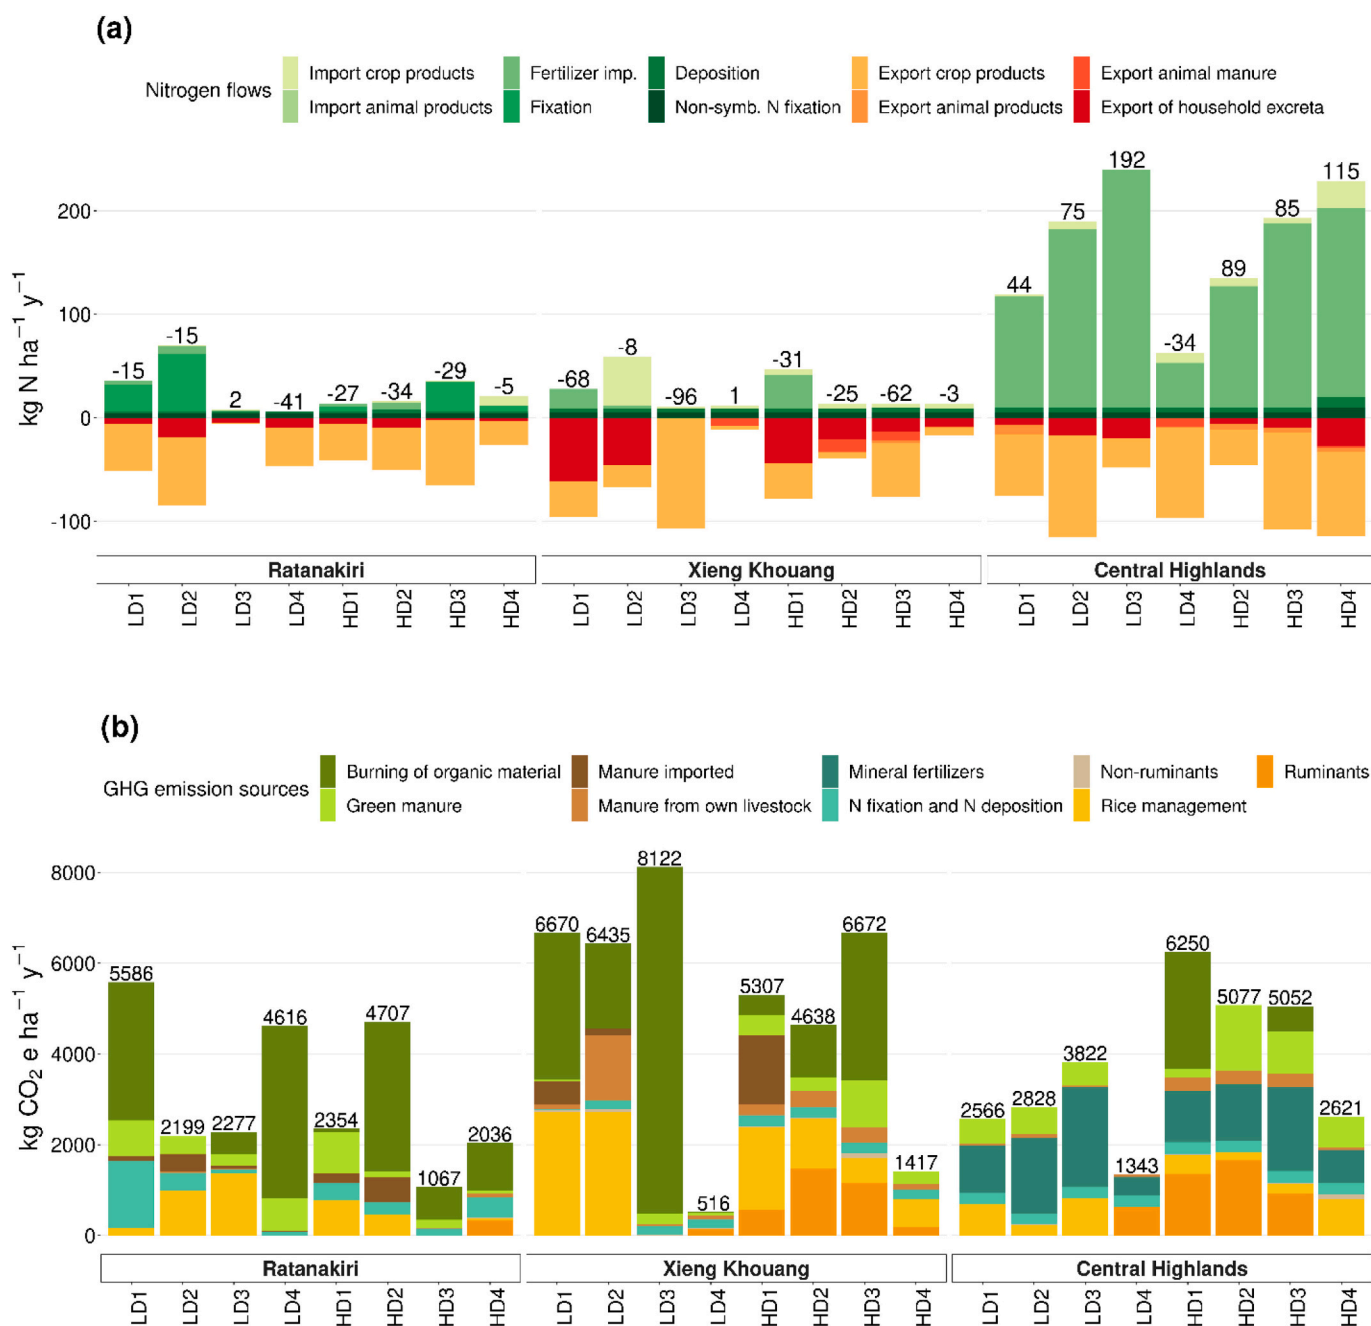 (a)
Nitrogen flows
Import crop products
Fertilizer imp.
Deposition
Export crop products
Export animal manure
Import animal products
Fixation
Non-symb. N fixation
Export animal products
Export of household excreta
kg N ha⁻¹ y⁻¹
200
100
0
-100
-15
-15
2
-41
-27
-34
-29
-5
-68
-8
-96
1
-31
-25
-62
-3
44
75
192
-34
89
85
115
Ratanakiri
Xieng Khouang
Central Highlands
LD1 LD2 LD3 LD4 HD1 HD2 HD3 HD4
LD1 LD2 LD3 LD4 HD1 HD2 HD3 HD4
LD1 LD2 LD3 LD4 HD2 HD3 HD4
(b)
GHG emission sources
Burning of organic material
Manure imported
Mineral fertilizers
Non-ruminants
Ruminants
Green manure
Manure from own livestock
N fixation and N deposition
Rice management
kg CO₂ e ha⁻¹ y⁻¹
8000
6000
4000
2000
0
5586
2199
2277
4616
2354
4707
1067
2036
6670
6435
8122
516
5307
4638
6672
1417
2566
2828
3822
1343
6250
5077
5052
2621
Ratanakiri
Xieng Khouang
Central Highlands
LD1 LD2 LD3 LD4 HD1 HD2 HD3 HD4
LD1 LD2 LD3 LD4 HD1 HD2 HD3 HD4
LD1 LD2 LD3 LD4 HD1 HD2 HD3 HD4